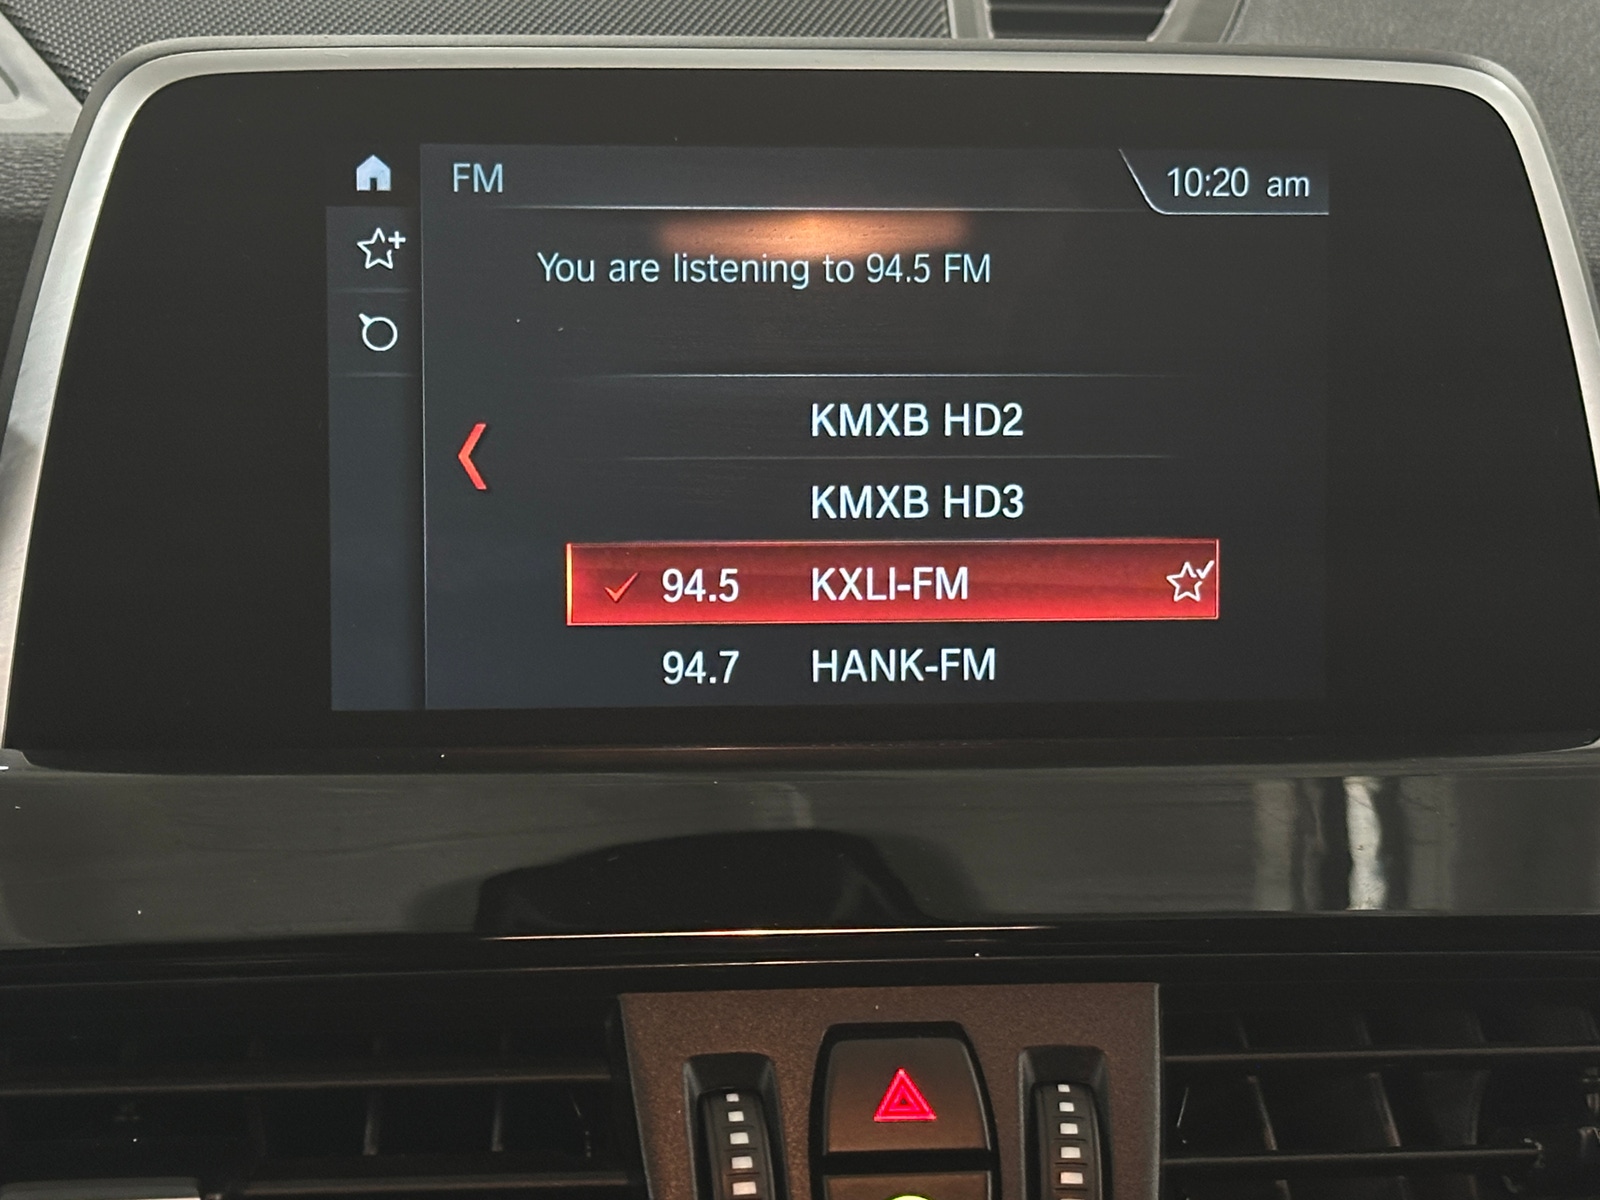 FM
10:20 am
You are listening to 94.5 FM
KMXB HD2
KMXB HD3
94.5 KXLI-FM
94.7 HANK-FM